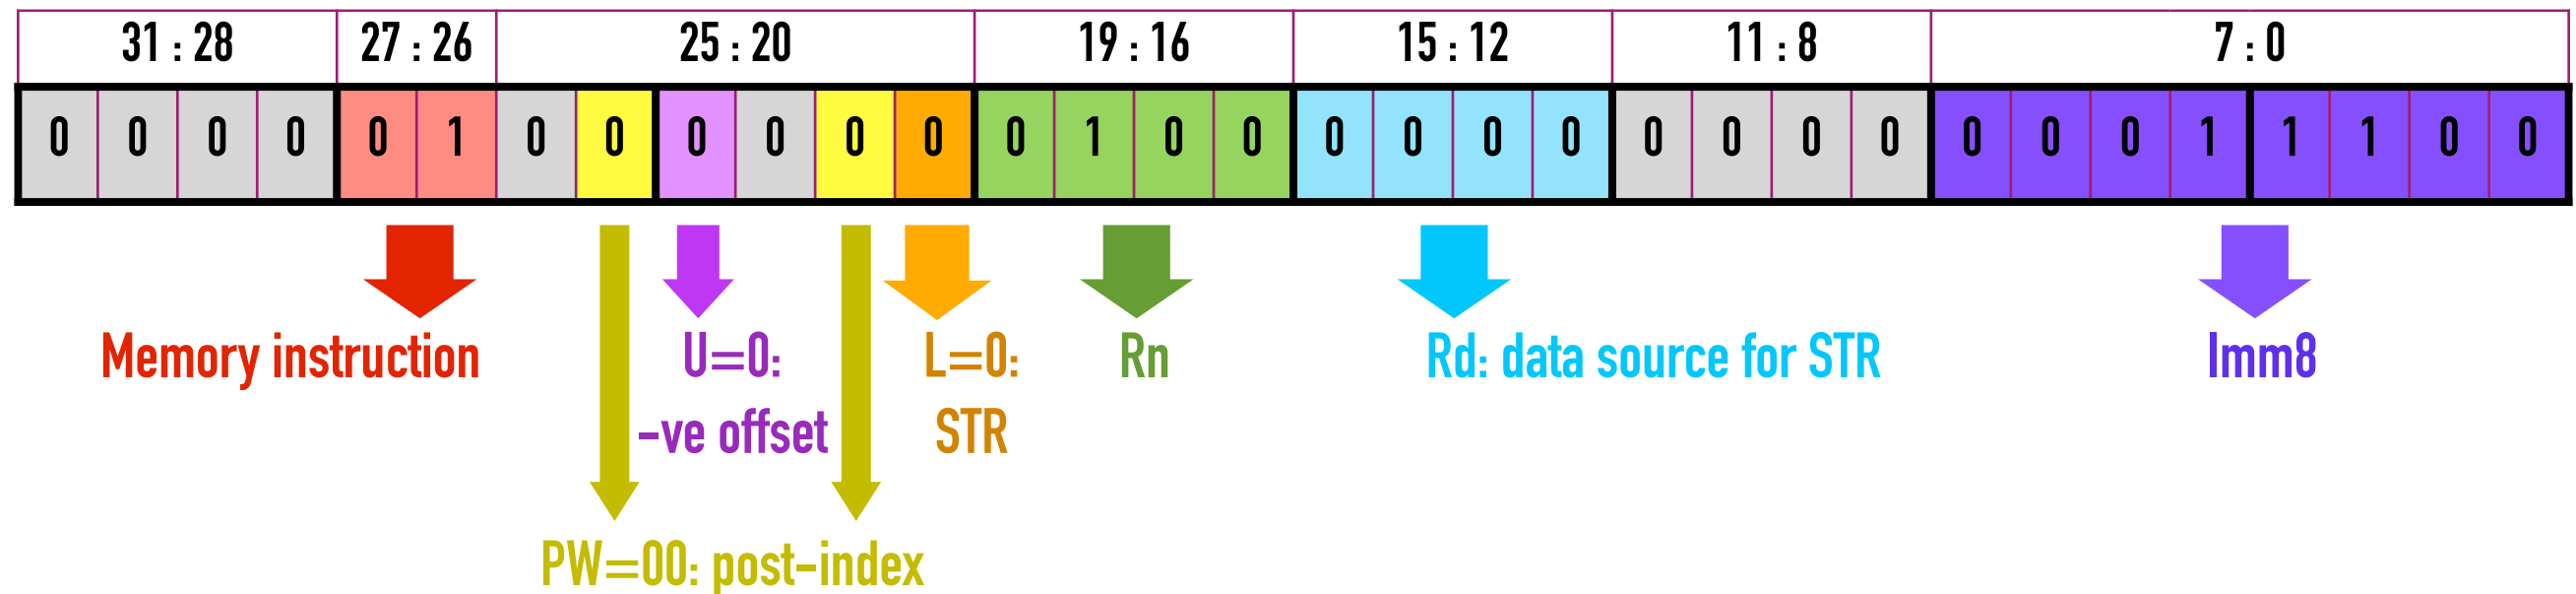 31 : 28 27 : 26 25 : 20 19 : 16 15 : 12 11 : 8 7 : 0
0 0 0 0 0 1 0 0 0 0 0 0 0 1 0 0 0 0 0 0 0 0 0 0 0 0 0 1 1 1 0 0
Memory instruction U=0: L=0: Rn Rd: data source for STR Imm8
-ve offset STR
PW=00: post-index